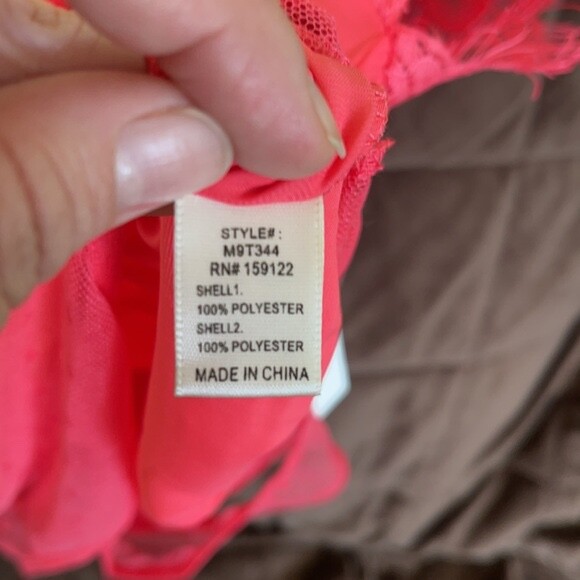 STYLE#:
M9T344
RN# 159122
SHELL1.
100% POLYESTER
SHELL2.
100% POLYESTER
MADE IN CHINA